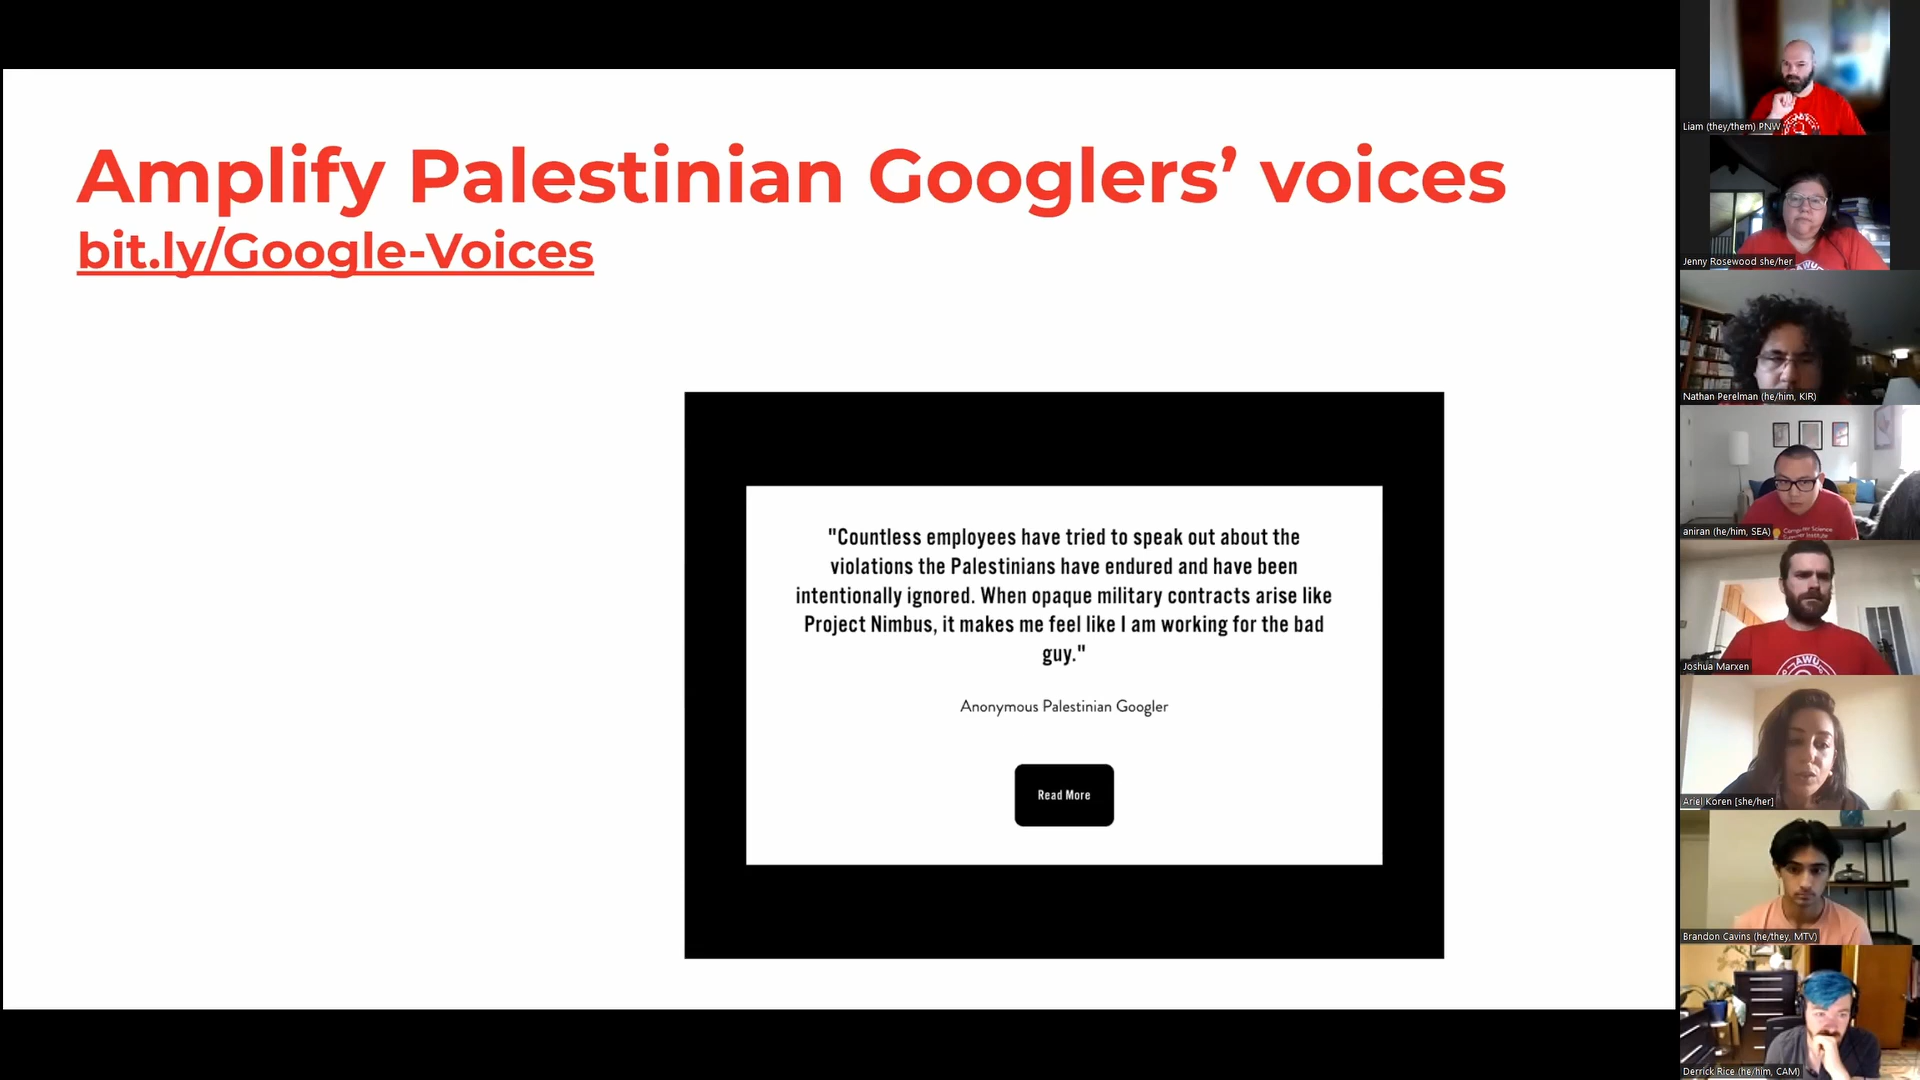 Amplify Palestinian Googlers’ voices
bit.ly/Google-Voices
"Countless employees have tried to speak out about the
violations the Palestinians have endured and have been
intentionally ignored. When opaque military contracts arise like
Project Nimbus, it makes me feel like I am working for the bad
guy."
Anonymous Palestinian Googler
Read More
Liam (they/them) PNW
Jenny Rosewood she/her
AWU
Nathan Perelman (he/him, KIR)
Computer Science
aniran (he/him, SEA)
AWU
Joshua Marxen
Ariel Koren [she/her]
Brandon Cavins (he/they, MTV)
Derrick Rice (he/him, CAM)